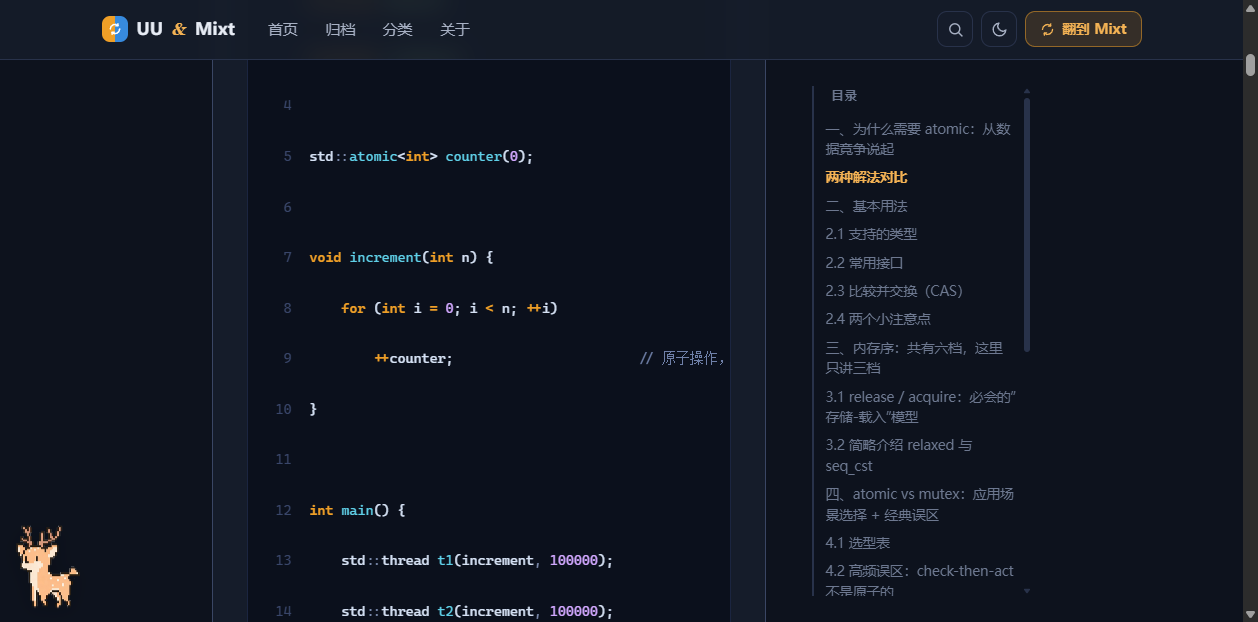 UU & Mixt
首页
归档
分类
关于
翻到 Mixt
4
5 std::atomic<int> counter(0);
6
7 void increment(int n) {
8 for (int i = 0; i < n; ++i)
9 ++counter; // 原子操作，
10 }
11
12 int main() {
13 std::thread t1(increment, 100000);
14 std::thread t2(increment, 100000);
目录
一、为什么需要 atomic：从数
据竞争说起
两种解法对比
二、基本用法
2.1 支持的类型
2.2 常用接口
2.3 比较并交换（CAS）
2.4 两个小注意点
三、内存序：共有六档，这里
只讲三档
3.1 release / acquire：必会的"
存储-载入"模型
3.2 简略介绍 relaxed 与
seq_cst
四、atomic vs mutex：应用场
景选择 + 经典误区
4.1 选型表
4.2 高频误区：check-then-act
不是原子的